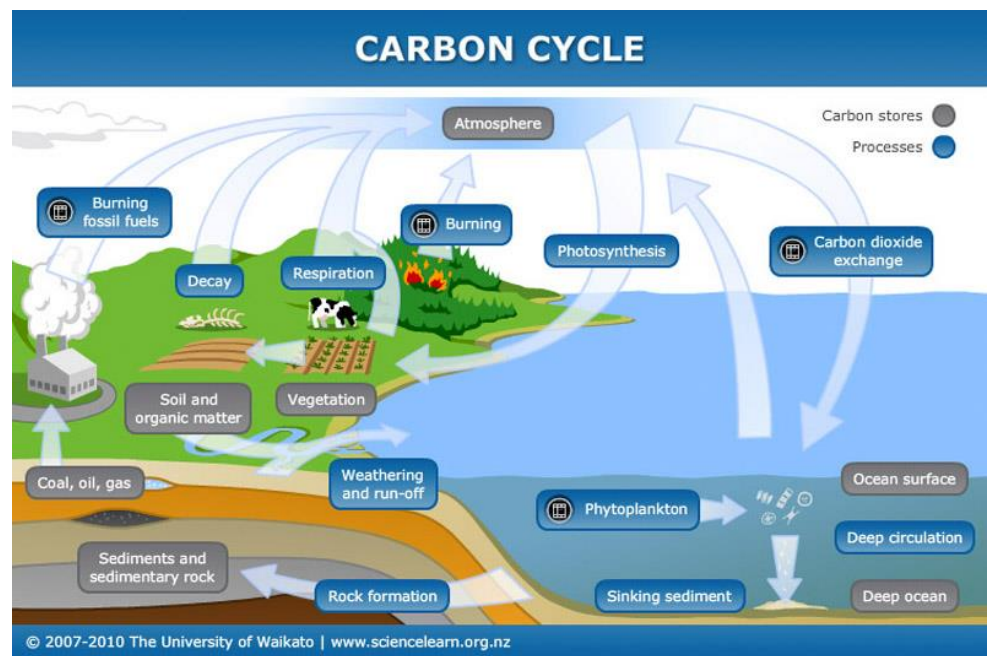 CARBON CYCLE
Atmosphere
Carbon stores
Processes
Burning
fossil fuels
Burning
Photosynthesis
Carbon dioxide
exchange
Decay
Respiration
Soil and
organic matter
Vegetation
Coal, oil, gas
Weathering
and run-off
Ocean surface
Phytoplankton
Deep circulation
Sediments and
sedimentary rock
Rock formation
Sinking sediment
Deep ocean
© 2007-2010 The University of Waikato | www.sciencelearn.org.nz